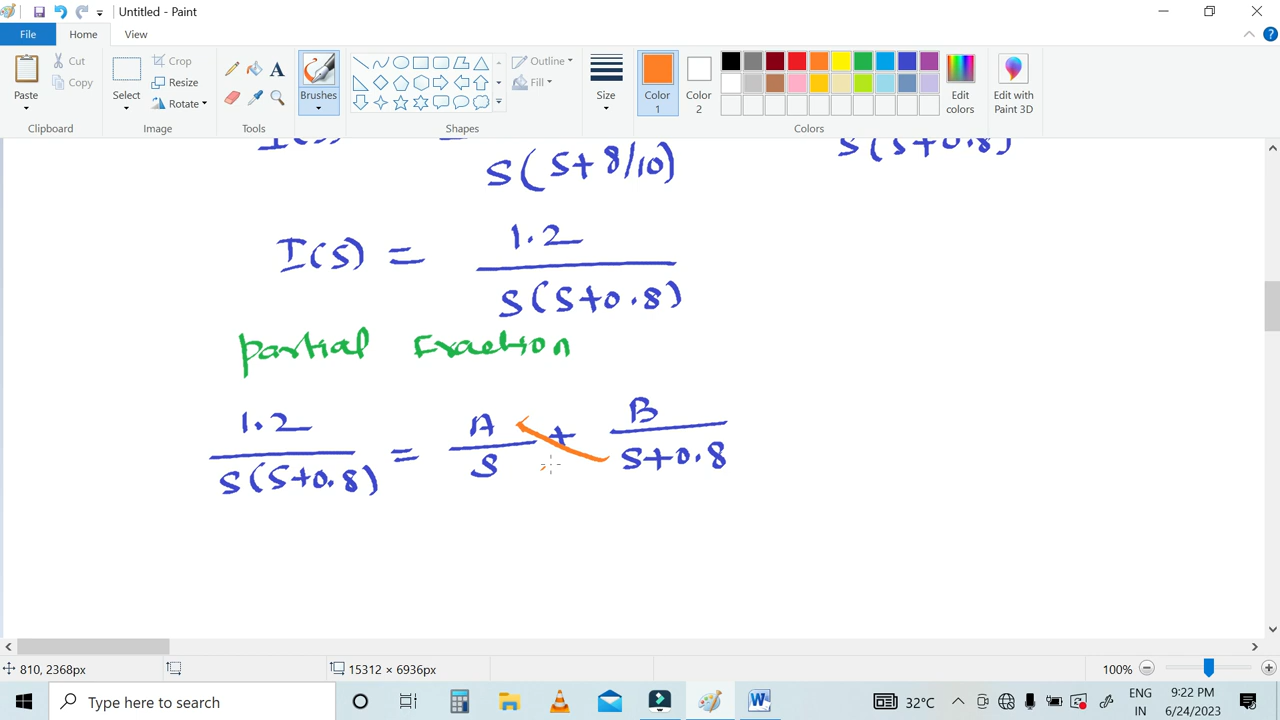 Untitled - Paint
File Home View
Paste Cut Copy Select Crop Resize Rotate Brushes Outline Fill Size Color 1 Color 2 Edit colors Edit with Paint 3D
Clipboard Image Tools Shapes Colors
I(S)
S(S+8/10)
S(S+0.8)
I(S) = 1.2
S(S+0.8)
partial fraction
1.2
S(S+0.8) = A
S + B
S+0.8
810, 2368px 15312 × 6936px 100%
Type here to search 32°C ENG IN 9:22 PM 6/24/2023